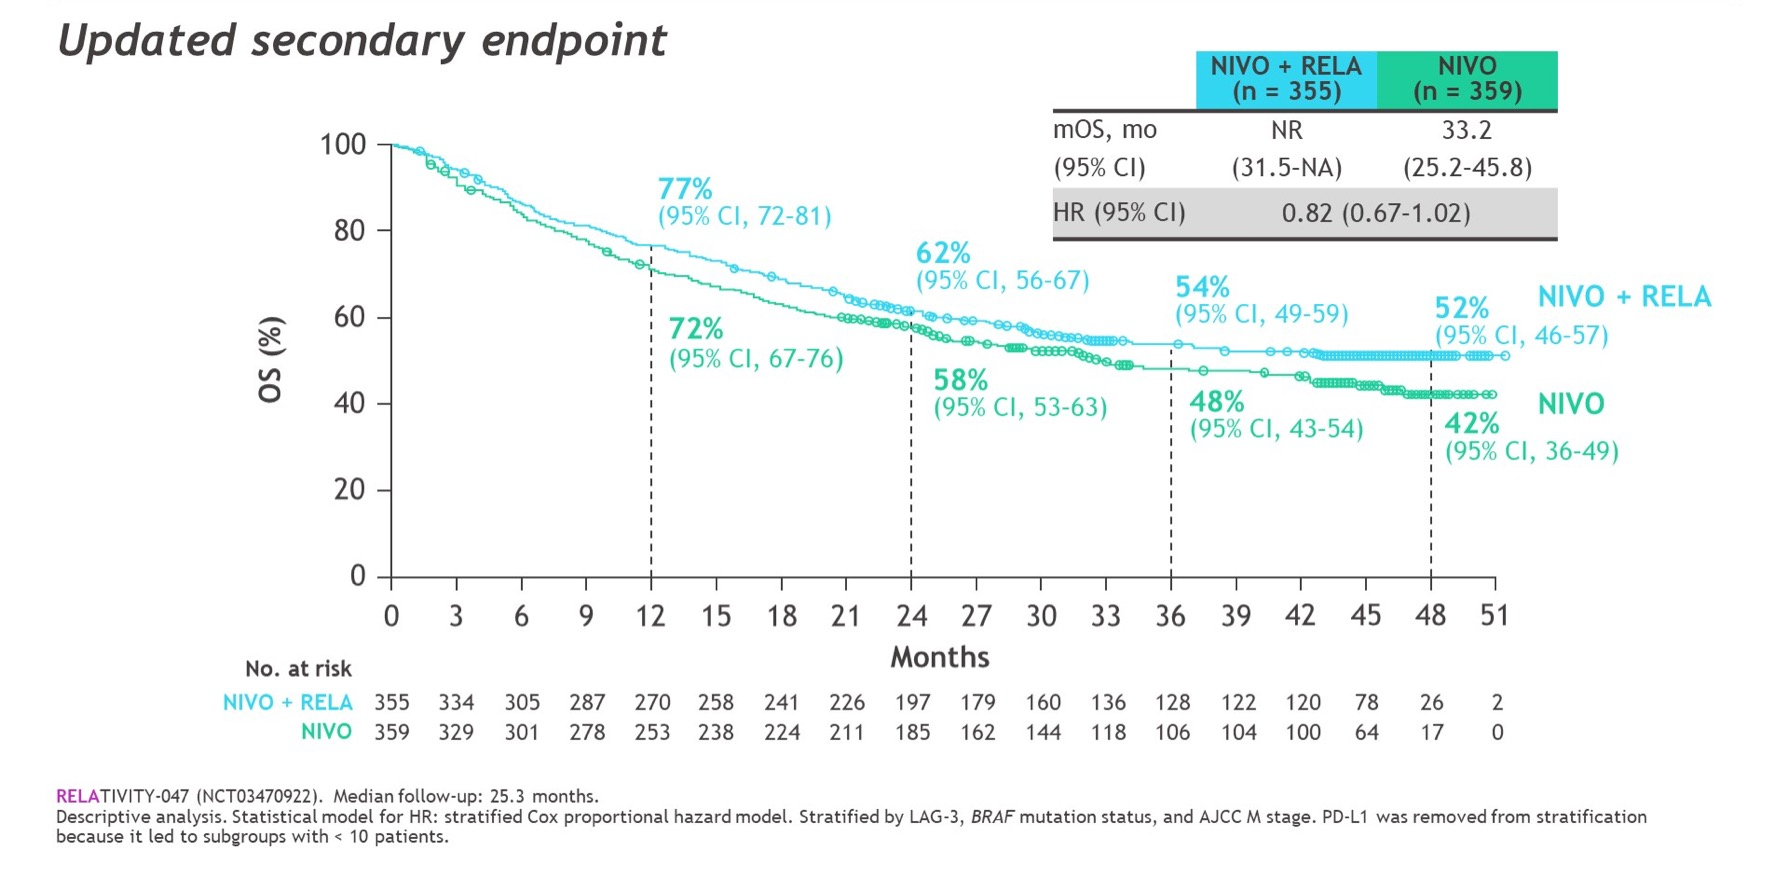 Updated secondary endpoint
NIVO + RELA NIVO
(n = 355) (n = 359)
mOS, mo NR 33.2
(95% CI) (31.5-NA) (25.2-45.8)
HR (95% CI) 0.82 (0.67-1.02)
OS (%)
100
80
60
40
20
0
77%
(95% CI, 72-81)
72%
(95% CI, 67-76)
62%
(95% CI, 56-67)
58%
(95% CI, 53-63)
54%
(95% CI, 49-59)
48%
(95% CI, 43-54)
52%
(95% CI, 46-57)
42%
(95% CI, 36-49)
NIVO + RELA
NIVO
0 3 6 9 12 15 18 21 24 27 30 33 36 39 42 45 48 51
Months
No. at risk
NIVO + RELA 355 334 305 287 270 258 241 226 197 179 160 136 128 122 120 78 26 2
NIVO 359 329 301 278 253 238 224 211 185 162 144 118 106 104 100 64 17 0
RELATIVITY-047 (NCT03470922). Median follow-up: 25.3 months.
Descriptive analysis. Statistical model for HR: stratified Cox proportional hazard model. Stratified by LAG-3, BRAF mutation status, and AJCC M stage. PD-L1 was removed from stratification
because it led to subgroups with < 10 patients.